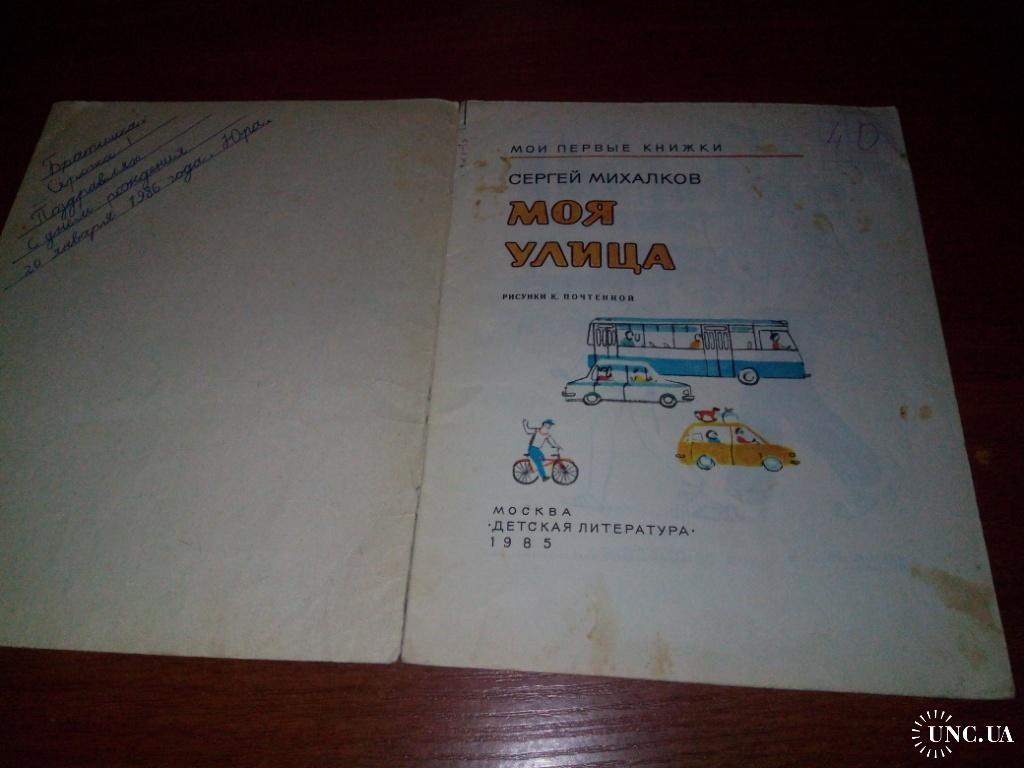 Братишка
Сережа!
Поздравляю
С днем рождения
20 января 1986 года. Юра.
40
МОИ ПЕРВЫЕ КНИЖКИ
СЕРГЕЙ МИХАЛКОВ
МОЯ
УЛИЦА
РИСУНКИ К. ПОЧТЕННОЙ
МОСКВА
·ДЕТСКАЯ ЛИТЕРАТУРА·
1985
UNC.UA